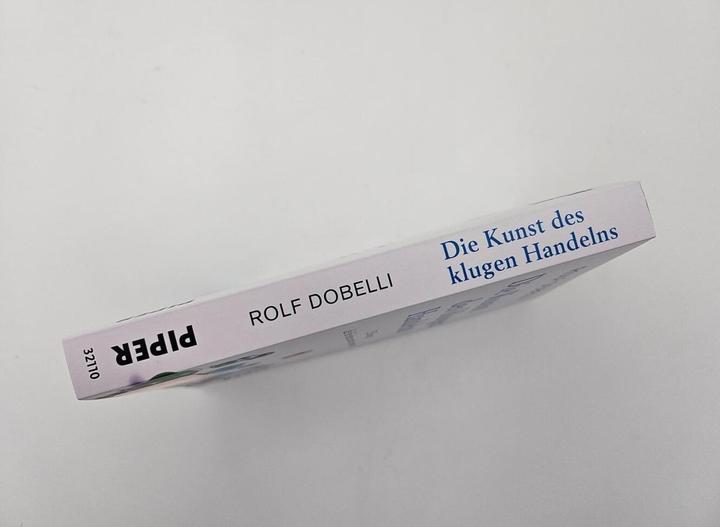 Die Kunst des
klugen Handelns
ROLF DOBELLI
PIPER
32710